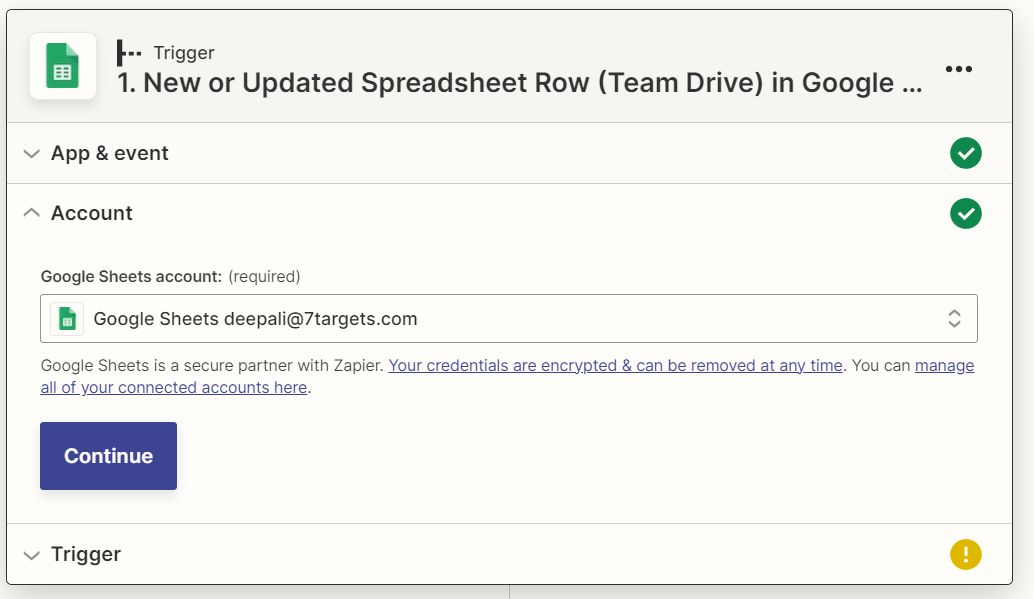 Trigger
1. New or Updated Spreadsheet Row (Team Drive) in Google ...
App & event
Account
Google Sheets account: (required)
Google Sheets deepali@7targets.com
Google Sheets is a secure partner with Zapier. Your credentials are encrypted & can be removed at any time. You can manage
all of your connected accounts here.
Continue
Trigger